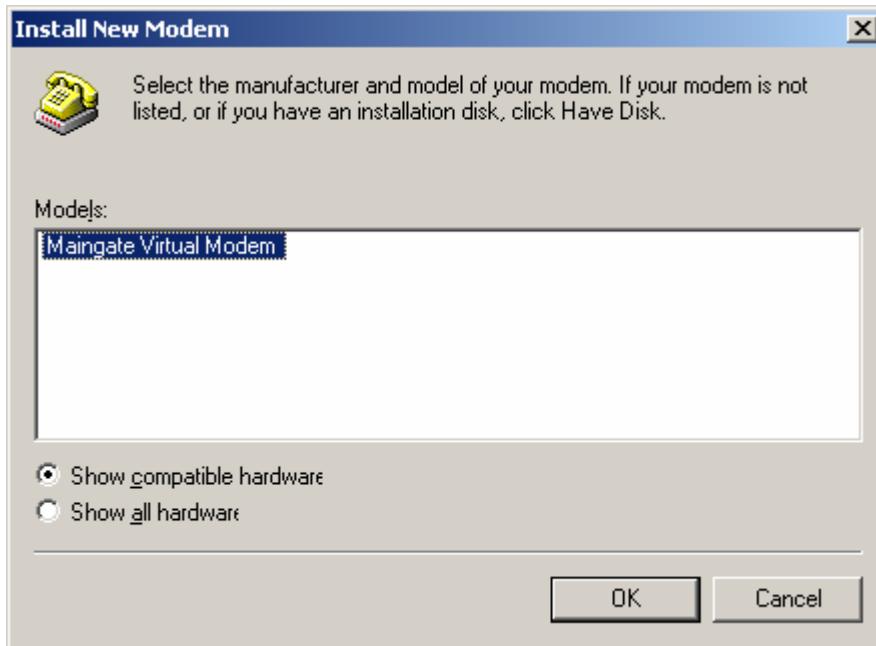 Install New Modem
Select the manufacturer and model of your modem. If your modem is not
listed, or if you have an installation disk, click Have Disk.
Models:
Maingate Virtual Modem
Show compatible hardware
Show all hardware
OK
Cancel